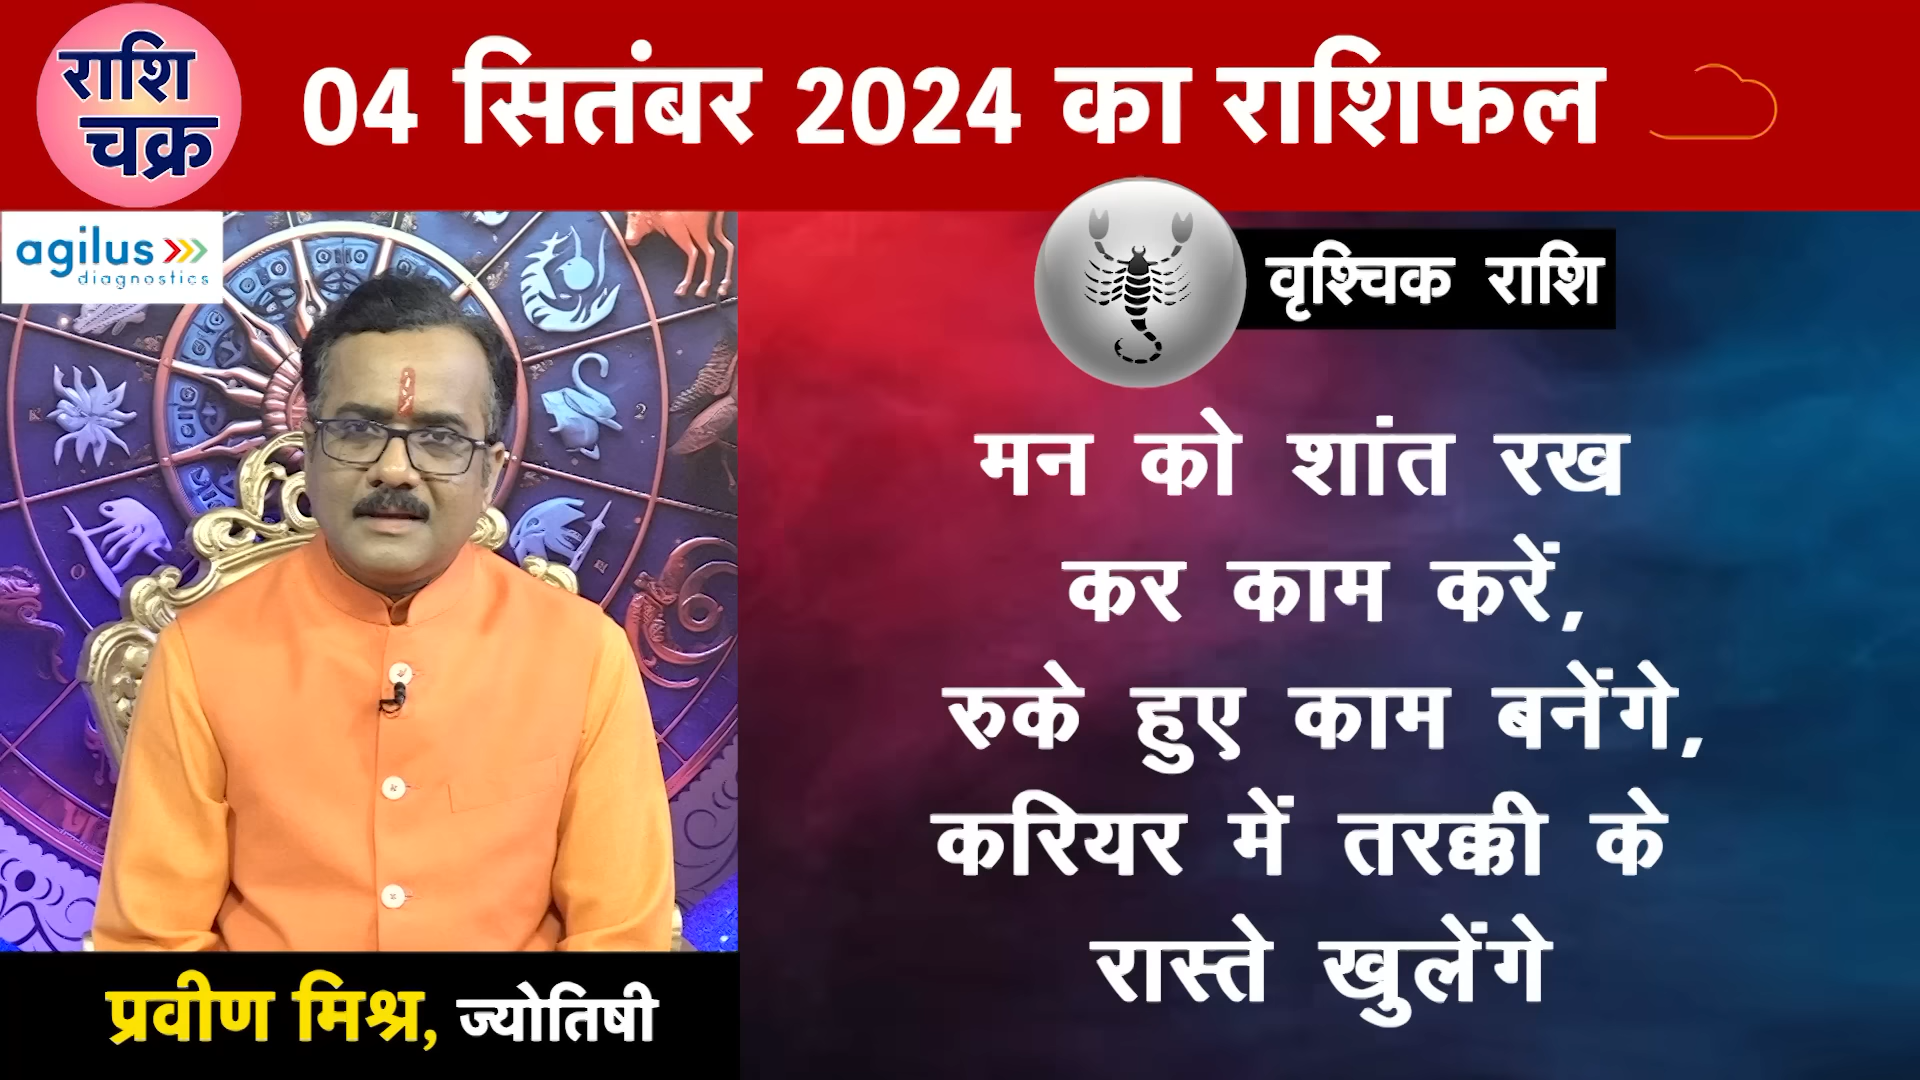 राशि
चक्र
04 सितंबर 2024 का राशिफल
agilus
diagnostics
वृश्चिक राशि
मन को शांत रख
कर काम करें,
रुके हुए काम बनेंगे,
करियर में तरक्की के
रास्ते खुलेंगे
प्रवीण मिश्र, ज्योतिषी